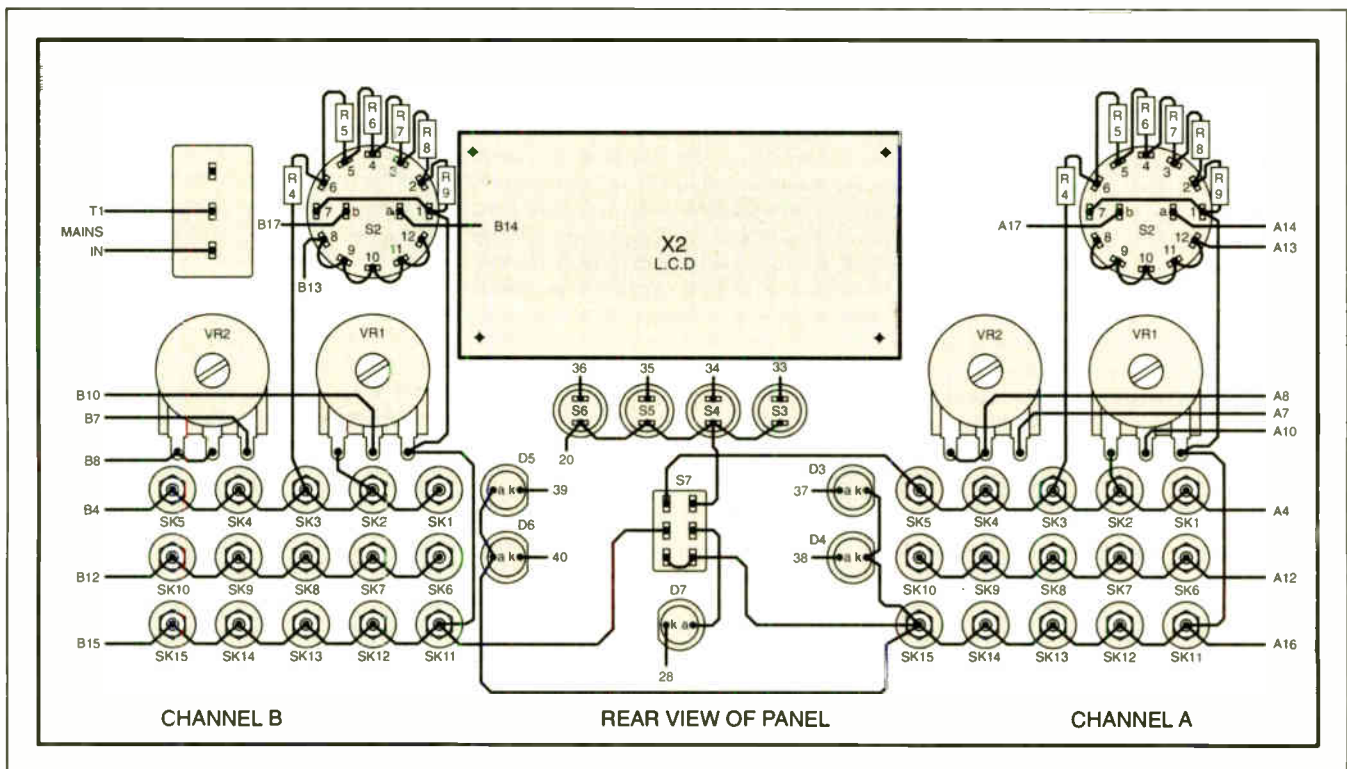 R 5
R 6
R 7
R 8
R 4
R 9
6
5
4
3
2
7
b
a
1
S2
8
12
9
10
11
T1
MAINS
IN
B17
B14
B13
X2
L.C.D
R 5
R 6
R 7
R 8
R 4
R 9
6
5
4
3
2
7
b
a
1
S2
8
12
9
10
11
A17
A14
A13
VR2
VR1
B10
B7
B8
36
35
34
33
S6
S5
S4
S3
20
VR2
VR1
A8
A7
A10
B4
SK5
SK4
SK3
SK2
SK1
D5
a k
39
S7
D3
37
a k
SK5
SK4
SK3
SK2
SK1
A4
B12
SK10
SK9
SK8
SK7
SK6
D6
a k
40
D4
38
a k
SK10
SK9
SK8
SK7
SK6
A12
B15
SK15
SK14
SK13
SK12
SK11
D7
k a
28
SK15
SK14
SK13
SK12
SK11
A16
CHANNEL B
REAR VIEW OF PANEL
CHANNEL A